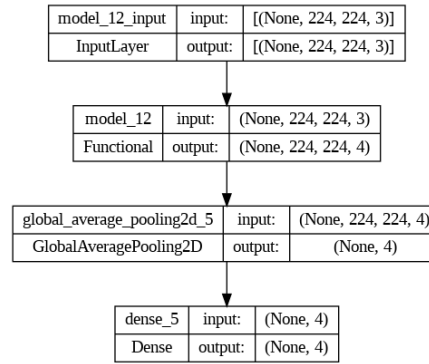 model_12_input input: [(None, 224, 224, 3)]
InputLayer output: [(None, 224, 224, 3)]
model_12 input: (None, 224, 224, 3)
Functional output: (None, 224, 224, 4)
global_average_pooling2d_5 input: (None, 224, 224, 4)
GlobalAveragePooling2D output: (None, 4)
dense_5 input: (None, 4)
Dense output: (None, 4)